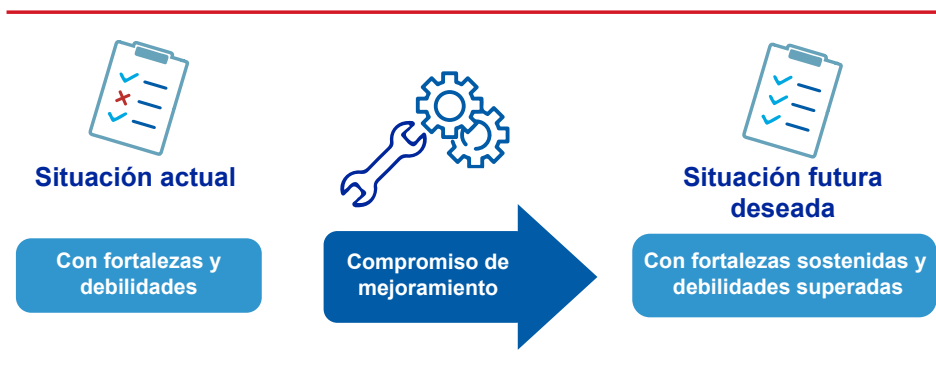 Situación actual
Con fortalezas y
debilidades
Compromiso de
mejoramiento
Situación futura
deseada
Con fortalezas sostenidas y
debilidades superadas